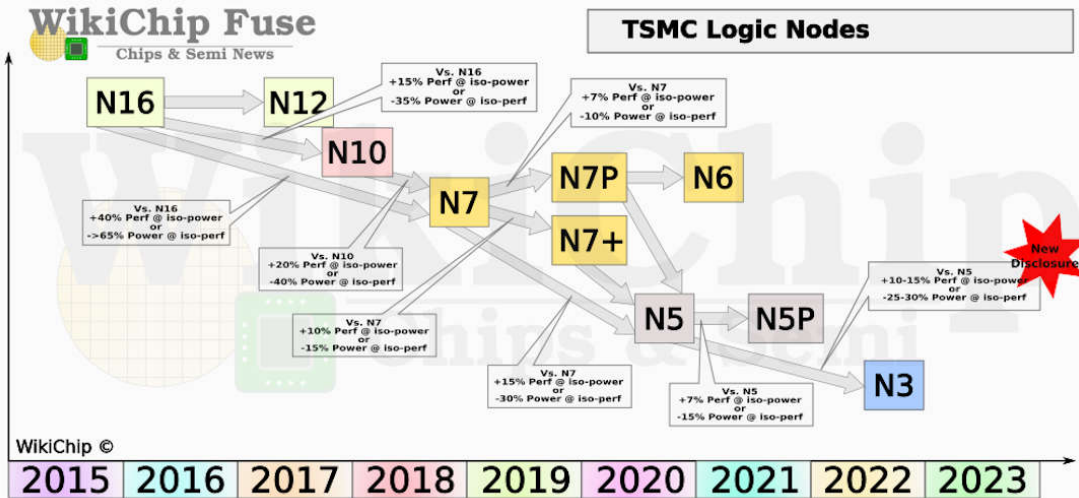 WikiChip Fuse
Chips & Semi News
TSMC Logic Nodes
N16
N12
Vs. N16
+15% Perf @ iso-power
or
-35% Power @ iso-perf
Vs. N7
+7% Perf @ iso-power
or
-10% Power @ iso-perf
N10
N7
N7P
N6
N7+
Vs. N16
+40% Perf @ iso-power
or
->65% Power @ iso-perf
Vs. N10
+20% Perf @ iso-power
or
-40% Power @ iso-perf
New
Disclosure
Vs. N5
+10-15% Perf @ iso-power
or
-25-30% Power @ iso-perf
Vs. N7
+10% Perf @ iso-power
or
-15% Power @ iso-perf
N5
N5P
Vs. N7
+15% Perf @ iso-power
or
-30% Power @ iso-perf
Vs. N5
+7% Perf @ iso-power
or
-15% Power @ iso-perf
N3
WikiChip
Chips & Semi
WikiChip ©
2015 2016 2017 2018 2019 2020 2021 2022 2023